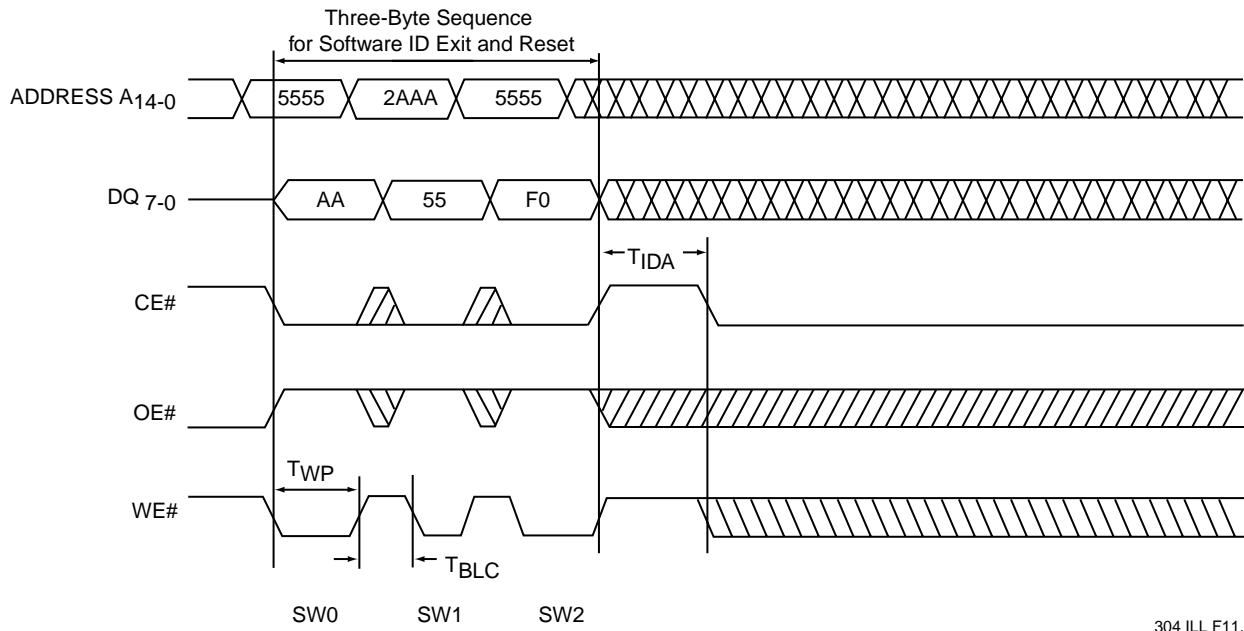 Three-Byte Sequence
for Software ID Exit and Reset
ADDRESS A14-0
5555 2AAA 5555
DQ 7-0
AA 55 F0
TIDA
CE#
OE#
TWP
WE#
TBLC
SW0 SW1 SW2
304 ILL F11.